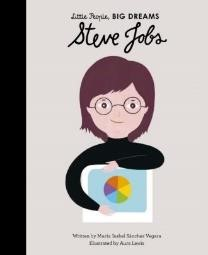 Little People, BIG DREAMS
Steve Jobs
Written by Maria Isabel Sánchez Vegara
Illustrated by Aura Lewis